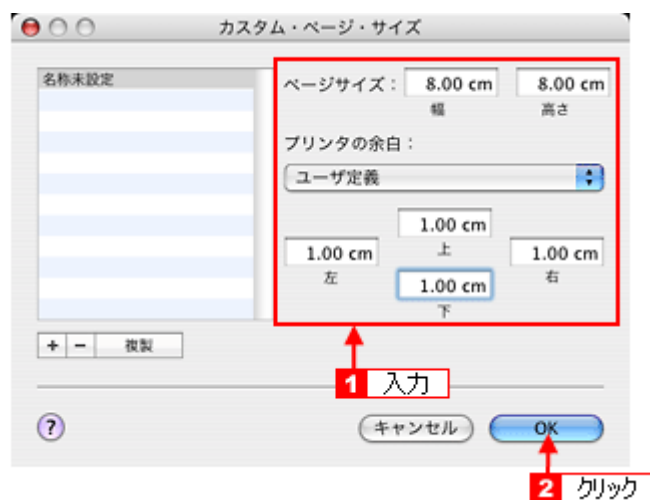 カスタム・ページ・サイズ
名称未設定
ページサイズ： 8.00 cm 8.00 cm
幅 高さ
プリンタの余白：
ユーザ定義
1.00 cm
上
1.00 cm 1.00 cm
左 右
1.00 cm
下
+ − 複製
1 入力
? キャンセル OK
2 クリック